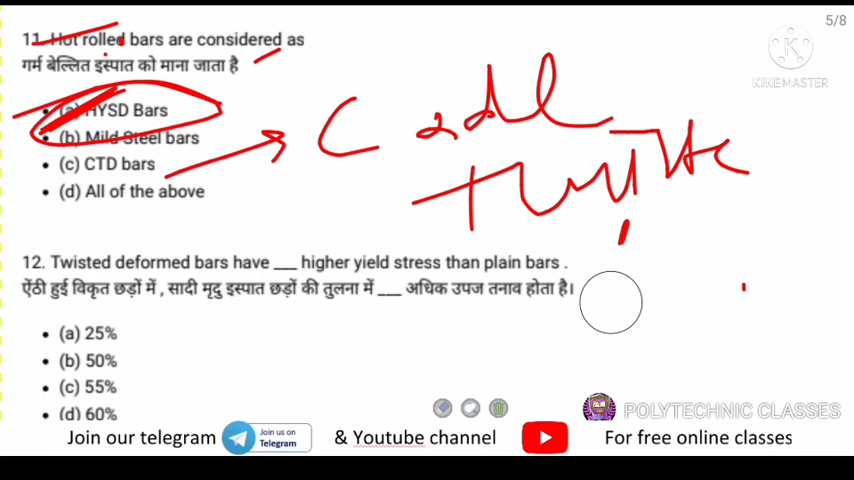 5/8
KINEMASTER
11. Hot rolled bars are considered as
गर्म बेल्लित इस्पात को माना जाता है
(a) HYSD Bars
(b) Mild Steel bars
(c) CTD bars
(d) All of the above
12. Twisted deformed bars have ___ higher yield stress than plain bars .
ऐंठी हुई विकृत छड़ों में , सादी मृदु इस्पात छड़ों की तुलना में ___ अधिक उपज तनाव होता है।
(a) 25%
(b) 50%
(c) 55%
(d) 60%
POLYTECHNIC CLASSES
Join our telegram Join us on Telegram & Youtube channel For free online classes